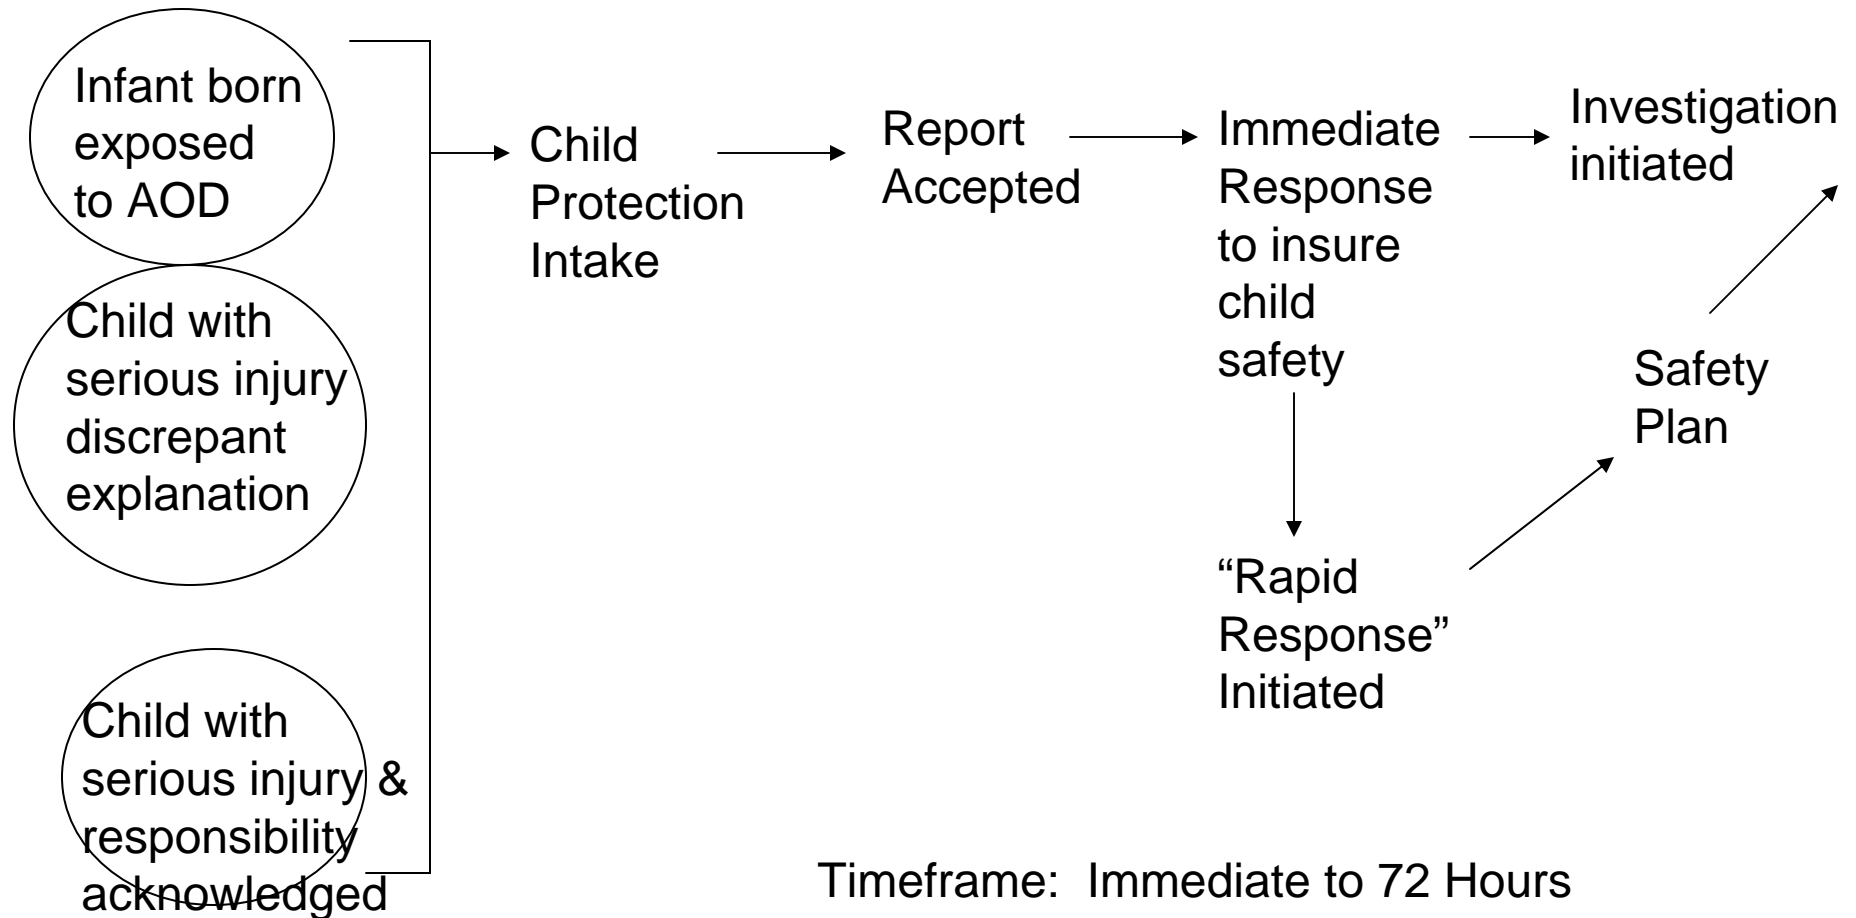 Infant born
exposed
to AOD
Child with
serious injury
discrepant
explanation
Child with
serious injury &
responsibility
acknowledged
Child
Protection
Intake
Report
Accepted
Immediate
Response
to insure
child
safety
Investigation
initiated
“Rapid
Response”
Initiated
Safety
Plan
Timeframe: Immediate to 72 Hours